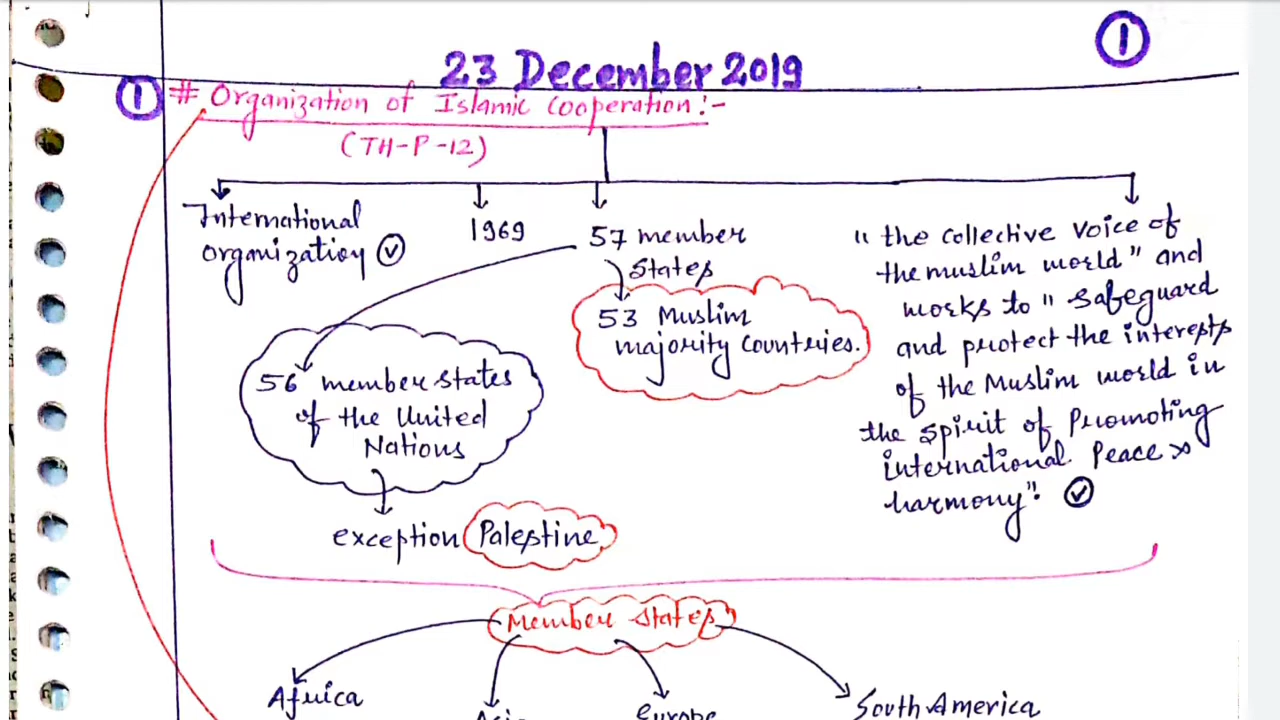 1
23 December 2019
1 # Organization of Islamic Cooperation :-
(TH-P-12)
International
organization
1969
57 member
states
53 Muslim
majority countries.
56 member states
of the United
Nations
exception Palestine
" the collective voice of
the muslim world" and
works to " safeguard
and protect the interests
of the Muslim world in
the spirit of Promoting
international Peace &
harmony".
Member States
Africa
Asia
Europe
South America